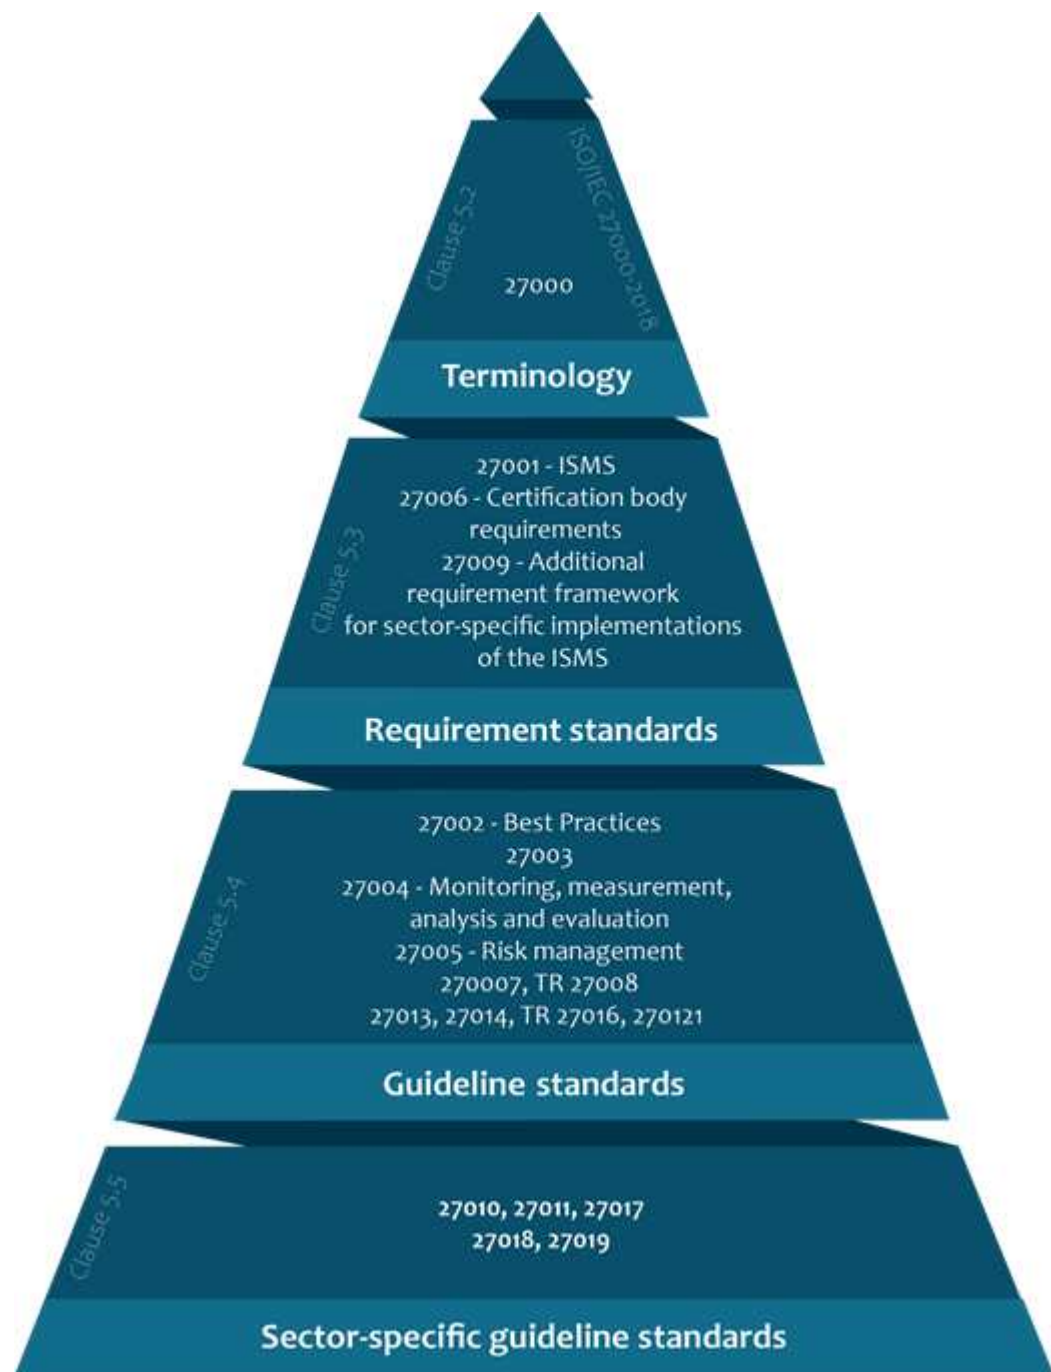 Clause 5.2
ISO/IEC 27000:2018
27000
Terminology
Clause 5.3
27001 - ISMS
27006 - Certification body
requirements
27009 - Additional
requirement framework
for sector-specific implementations
of the ISMS
Requirement standards
Clause 5.4
27002 - Best Practices
27003
27004 - Monitoring, measurement,
analysis and evaluation
27005 - Risk management
270007, TR 27008
27013, 27014, TR 27016, 270121
Guideline standards
Clause 5.5
27010, 27011, 27017
27018, 27019
Sector-specific guideline standards